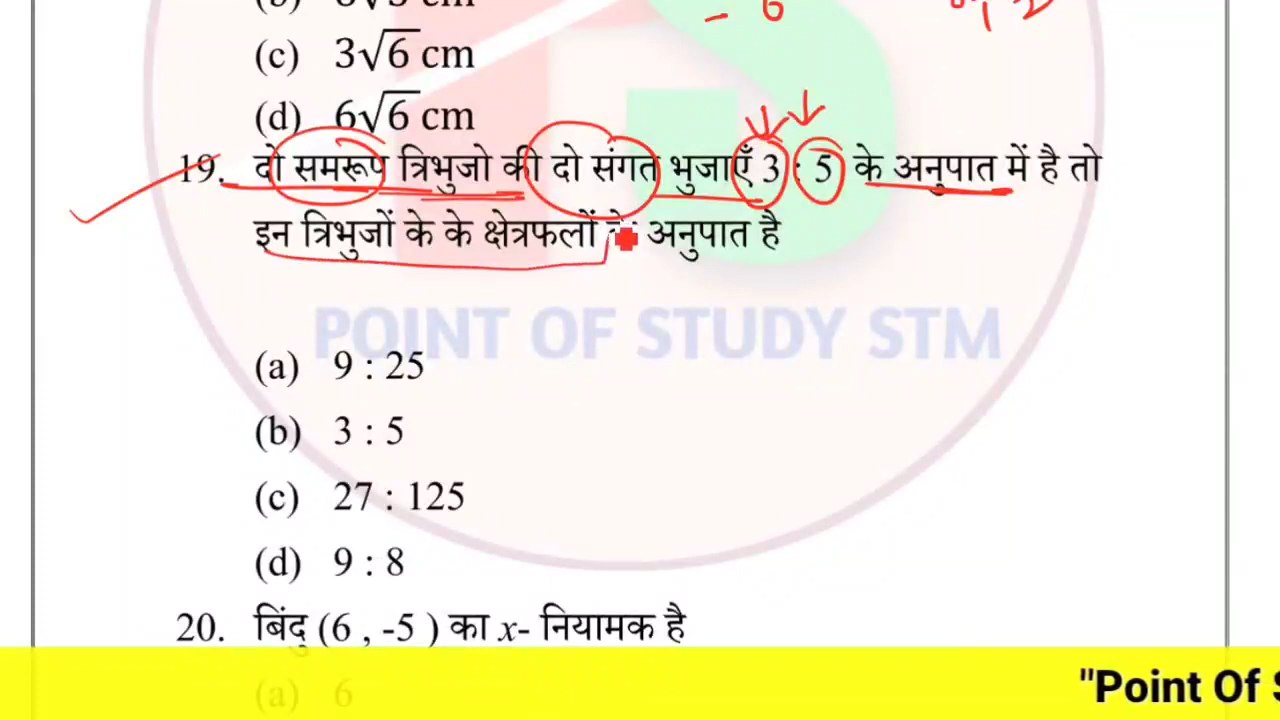 (c) 3√6 cm
(d) 6√6 cm
19. दो समरूप त्रिभुजो की दो संगत भुजाएँ 3 : 5 के अनुपात में है तो
इन त्रिभुजों के के क्षेत्रफलों अनुपात है
POINT OF STUDY STM
(a) 9 : 25
(b) 3 : 5
(c) 27 : 125
(d) 9 : 8
20. बिंदु (6 , -5 ) का x- नियामक है
(a) 6
"Point Of